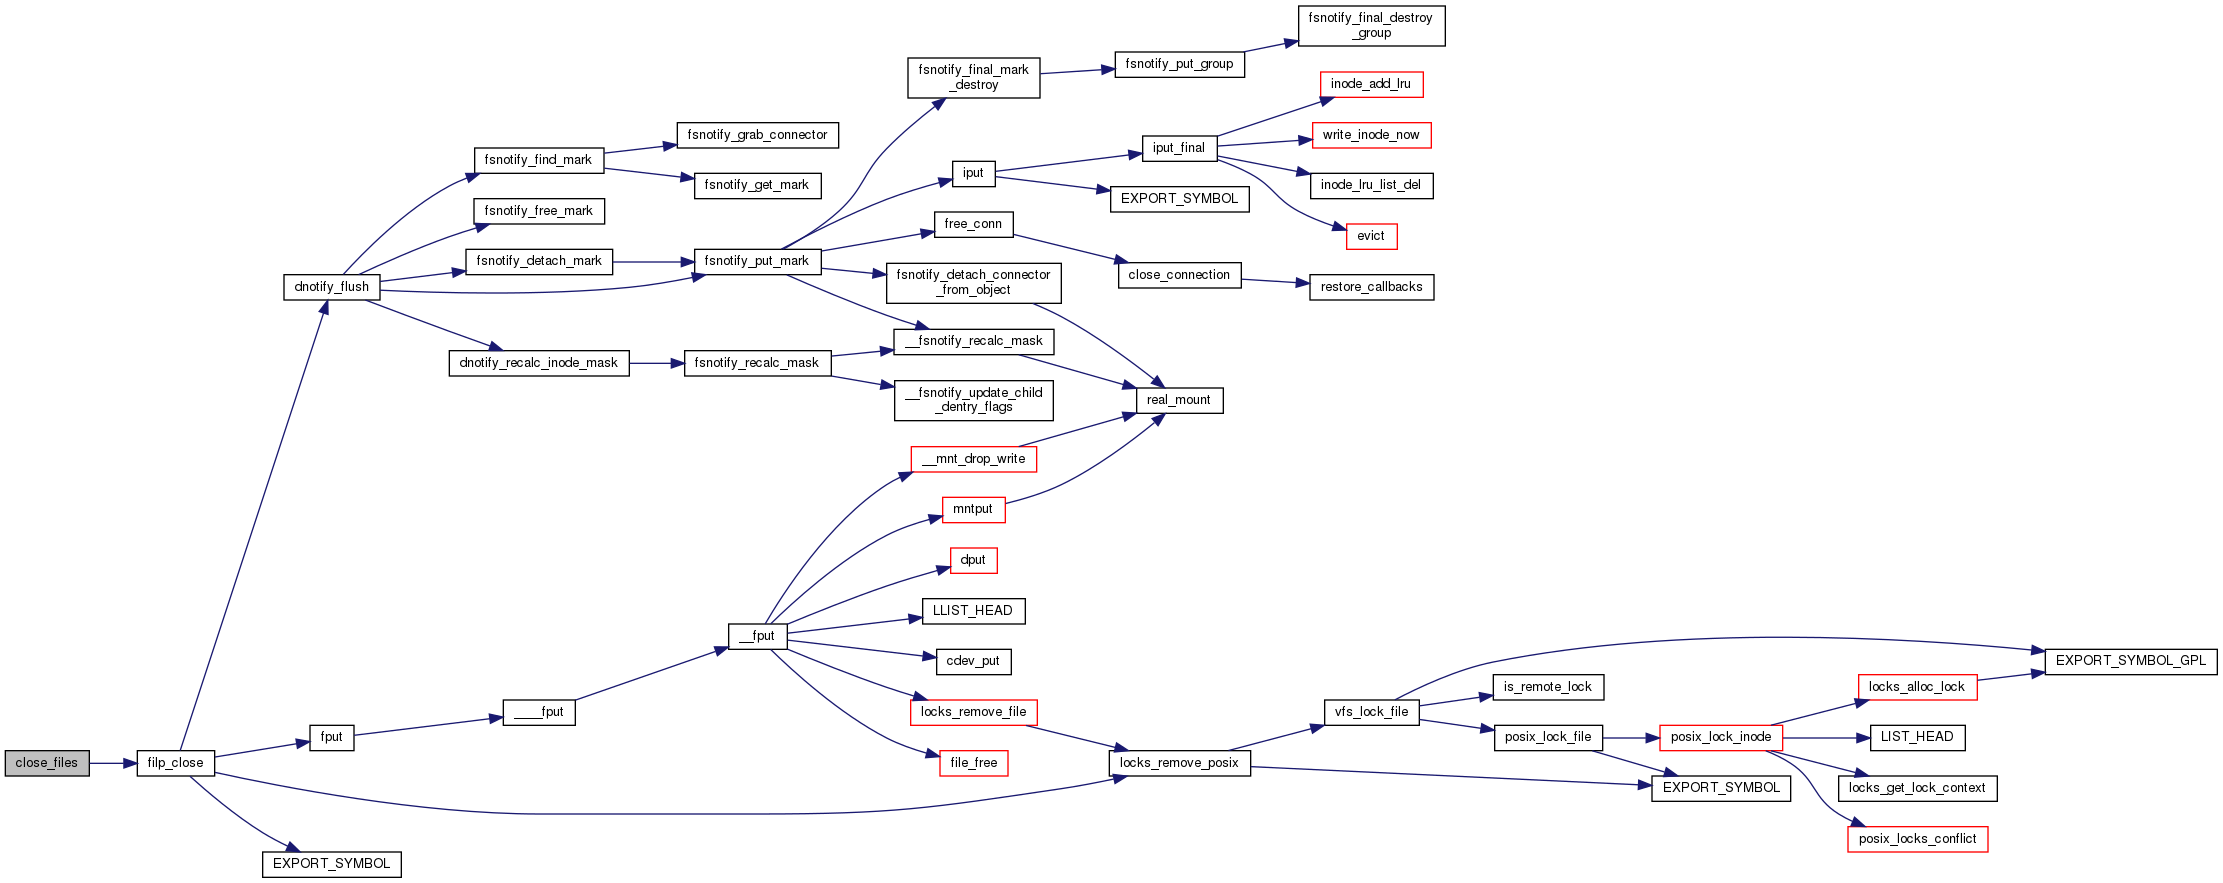 fsnotify_final_destroy
_group
fsnotify_final_mark
_destroy
fsnotify_put_group
inode_add_lru
fsnotify_grab_connector
write_inode_now
iput_final
fsnotify_find_mark
iput
fsnotify_get_mark
inode_lru_list_del
EXPORT_SYMBOL
fsnotify_free_mark
free_conn
evict
fsnotify_detach_mark
fsnotify_put_mark
fsnotify_detach_connector
_from_object
close_connection
dnotify_flush
restore_callbacks
__fsnotify_recalc_mask
dnotify_recalc_inode_mask
fsnotify_recalc_mask
__fsnotify_update_child
_dentry_flags
real_mount
__mnt_drop_write
mntput
dput
LLIST_HEAD
__fput
cdev_put
EXPORT_SYMBOL_GPL
is_remote_lock
locks_alloc_lock
____fput
locks_remove_file
vfs_lock_file
fput
posix_lock_file
posix_lock_inode
LIST_HEAD
close_files
filp_close
file_free
locks_remove_posix
EXPORT_SYMBOL
locks_get_lock_context
posix_locks_conflict
EXPORT_SYMBOL